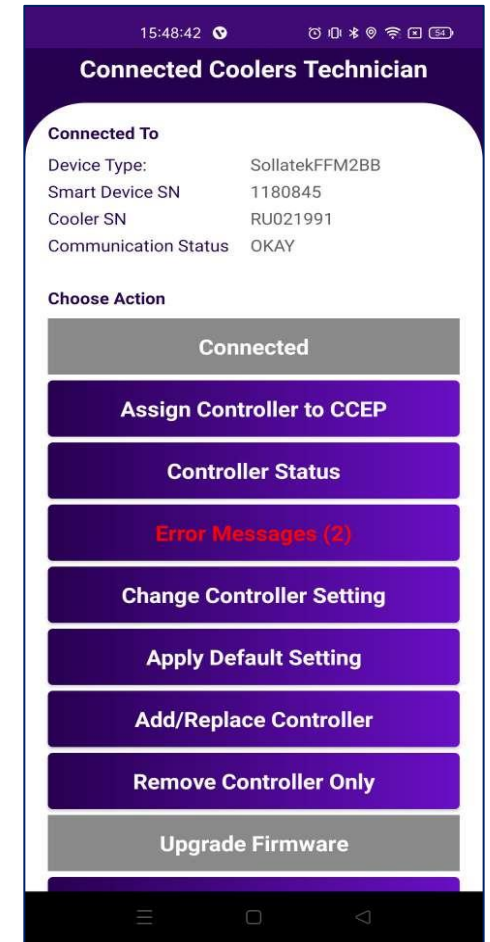 15:48:42 54
Connected Coolers Technician
Connected To
Device Type: SollatekFFM2BB
Smart Device SN 1180845
Cooler SN RU021991
Communication Status OKAY
Choose Action
Connected
Assign Controller to CCEP
Controller Status
Error Messages (2)
Change Controller Setting
Apply Default Setting
Add/Replace Controller
Remove Controller Only
Upgrade Firmware